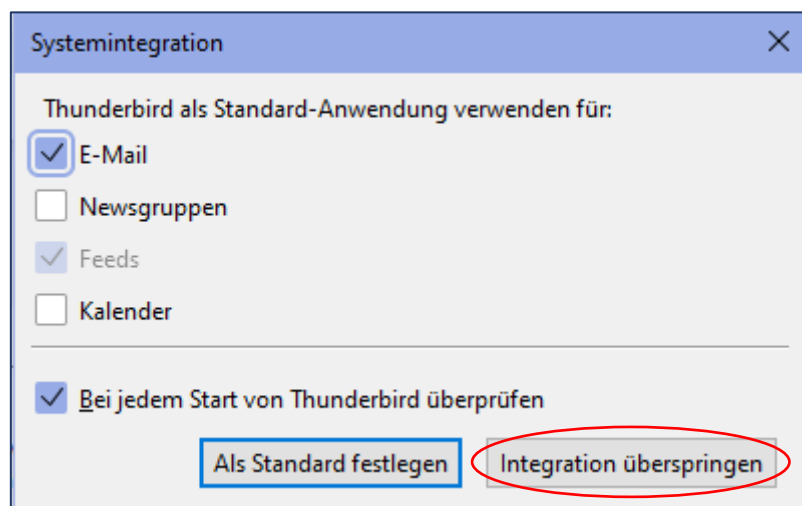 Systemintegration
Thunderbird als Standard-Anwendung verwenden für:
E-Mail
Newsgruppen
Feeds
Kalender
Bei jedem Start von Thunderbird überprüfen
Als Standard festlegen
Integration überspringen